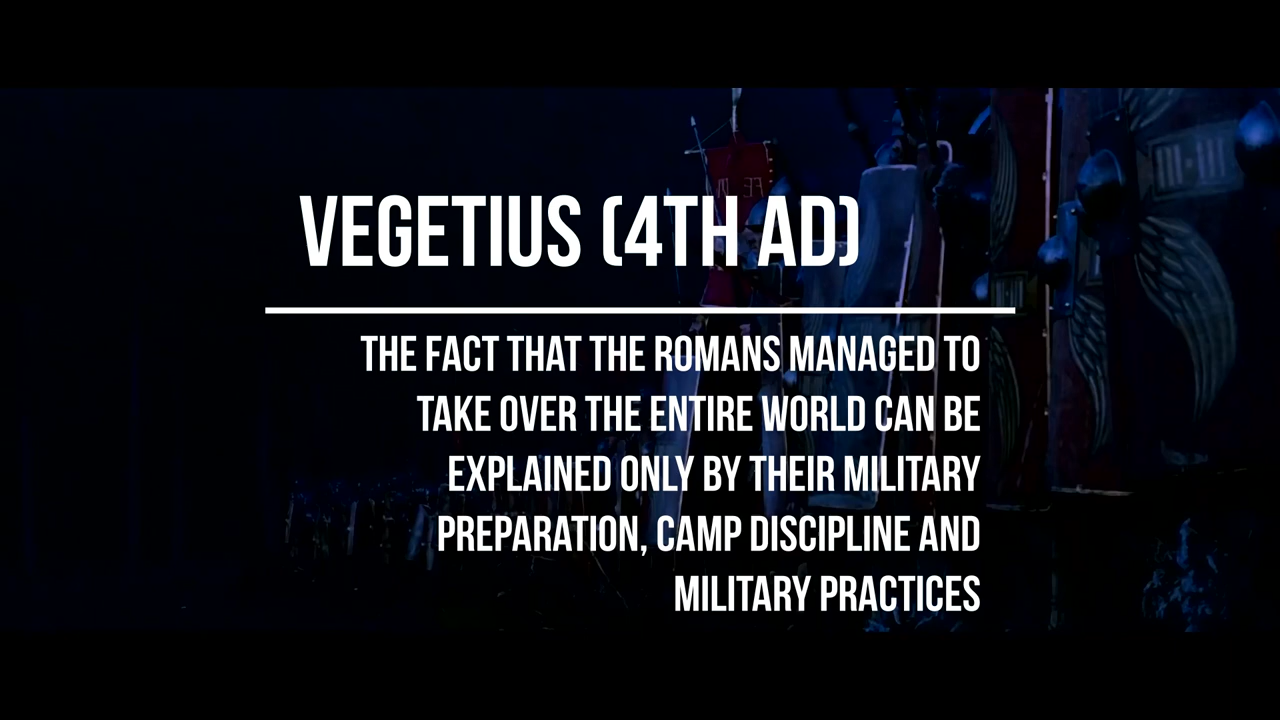 VEGETIUS (4TH AD)
THE FACT THAT THE ROMANS MANAGED TO
TAKE OVER THE ENTIRE WORLD CAN BE
EXPLAINED ONLY BY THEIR MILITARY
PREPARATION, CAMP DISCIPLINE AND
MILITARY PRACTICES